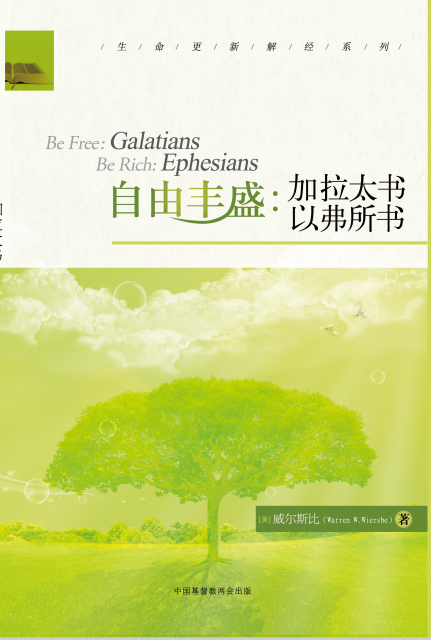 / 生 / 命 / 更 / 新 / 解 / 经 / 系 / 列 /
Be Free: Galatians
Be Rich: Ephesians
自由丰盛:加拉太书
以弗所书
[美] 威尔斯比 (Warren W.Wiersbe) 著
中国基督教两会出版